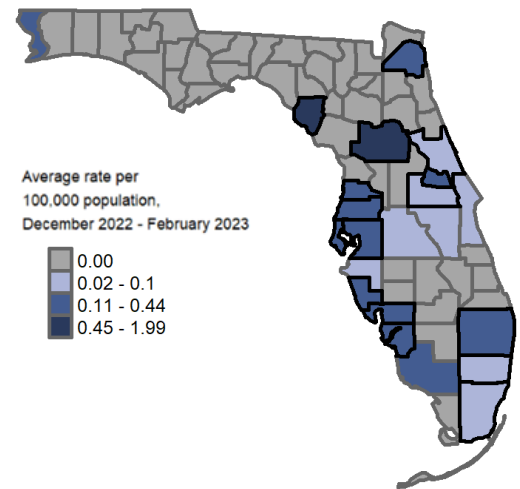 Average rate per
100,000 population,
December 2022 - February 2023
0.00
0.02 - 0.1
0.11 - 0.44
0.45 - 1.99